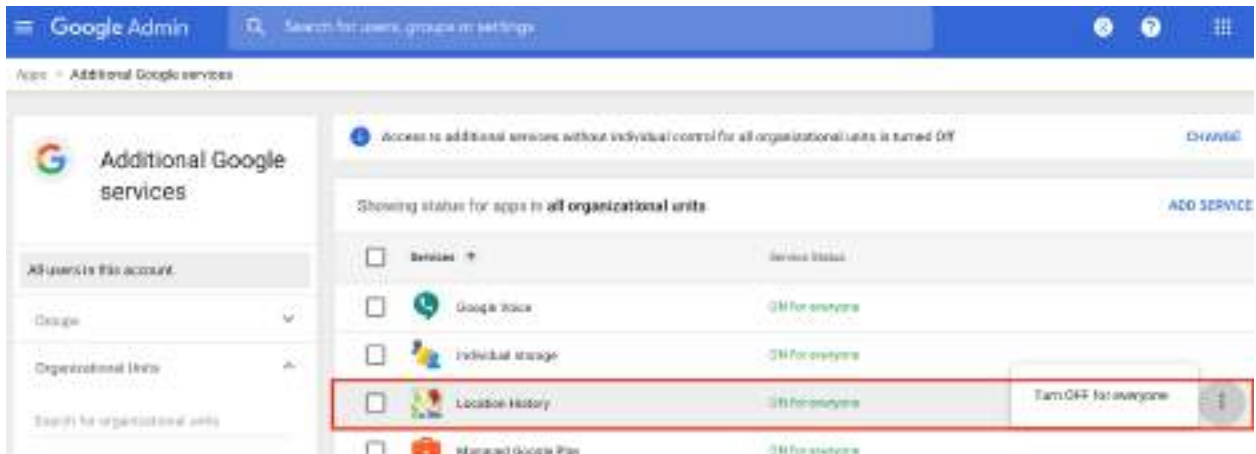 Google Admin
Search for users, groups or settings
Apps > Additional Google services
Additional Google
services
All users in this account
Groups
Organizational Units
Search for organizational units
Access to additional services without individual control for all organizational units is turned Off
CHANGE
Showing status for apps in all organizational units
ADD SERVICE
Services
Service Status
Google Voice
ON for everyone
Individual storage
ON for everyone
Location History
ON for everyone
Turn OFF for everyone
Managed Google Play
ON for everyone